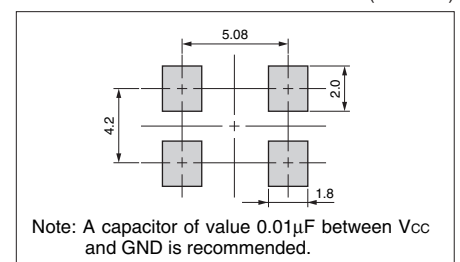 5.08
2.0
4.2
1.8
Note: A capacitor of value 0.01μF between Vcc
and GND is recommended.